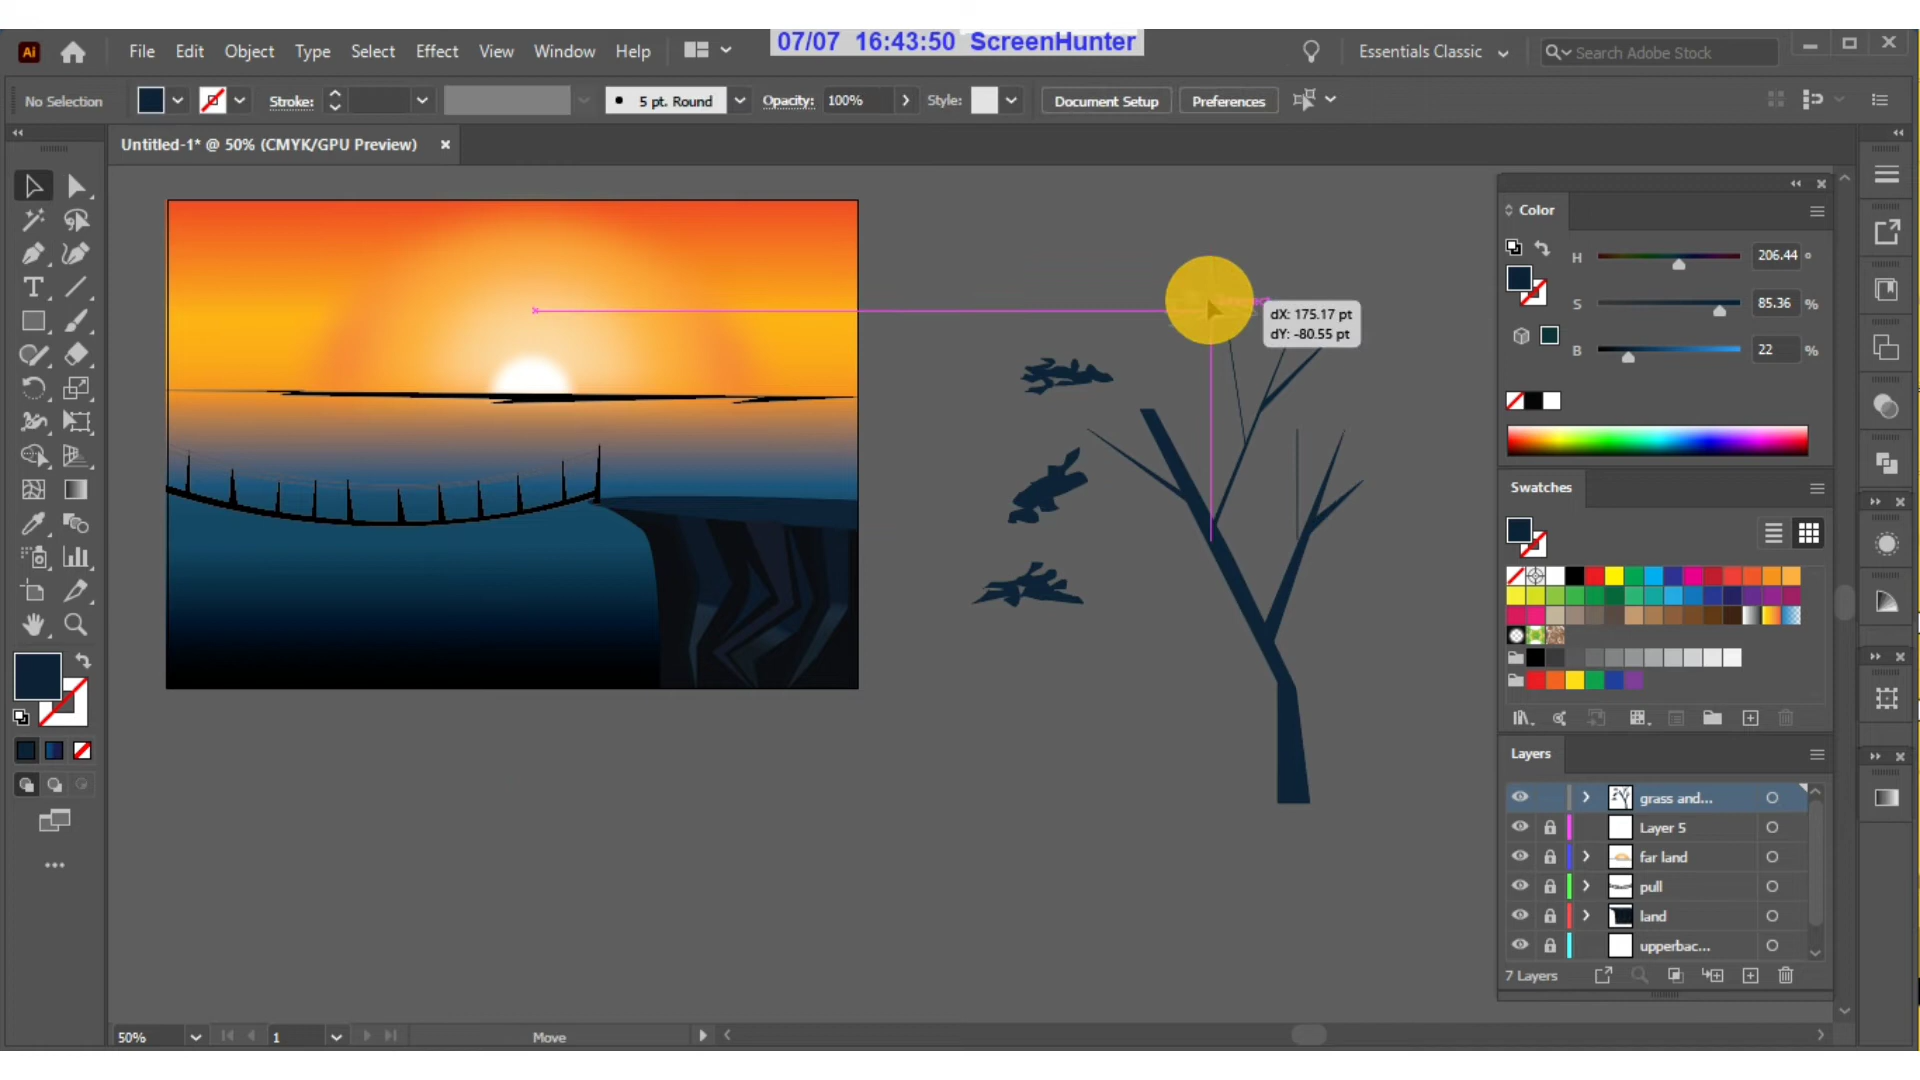 07/07 16:43:50 ScreenHunter
Ai File Edit Object Type Select Effect View Window Help Essentials Classic Search Adobe Stock
No Selection Stroke: 5 pt. Round Opacity: 100% Style: Document Setup Preferences
Untitled-1* @ 50% (CMYK/GPU Preview)
Color
H 206.44 °
S 85.36 %
B 22 %
dX: 175.17 pt
dY: -80.55 pt
Swatches
Layers
grass and...
Layer 5
far land
pull
land
upperbac...
7 Layers
50% 1 Move